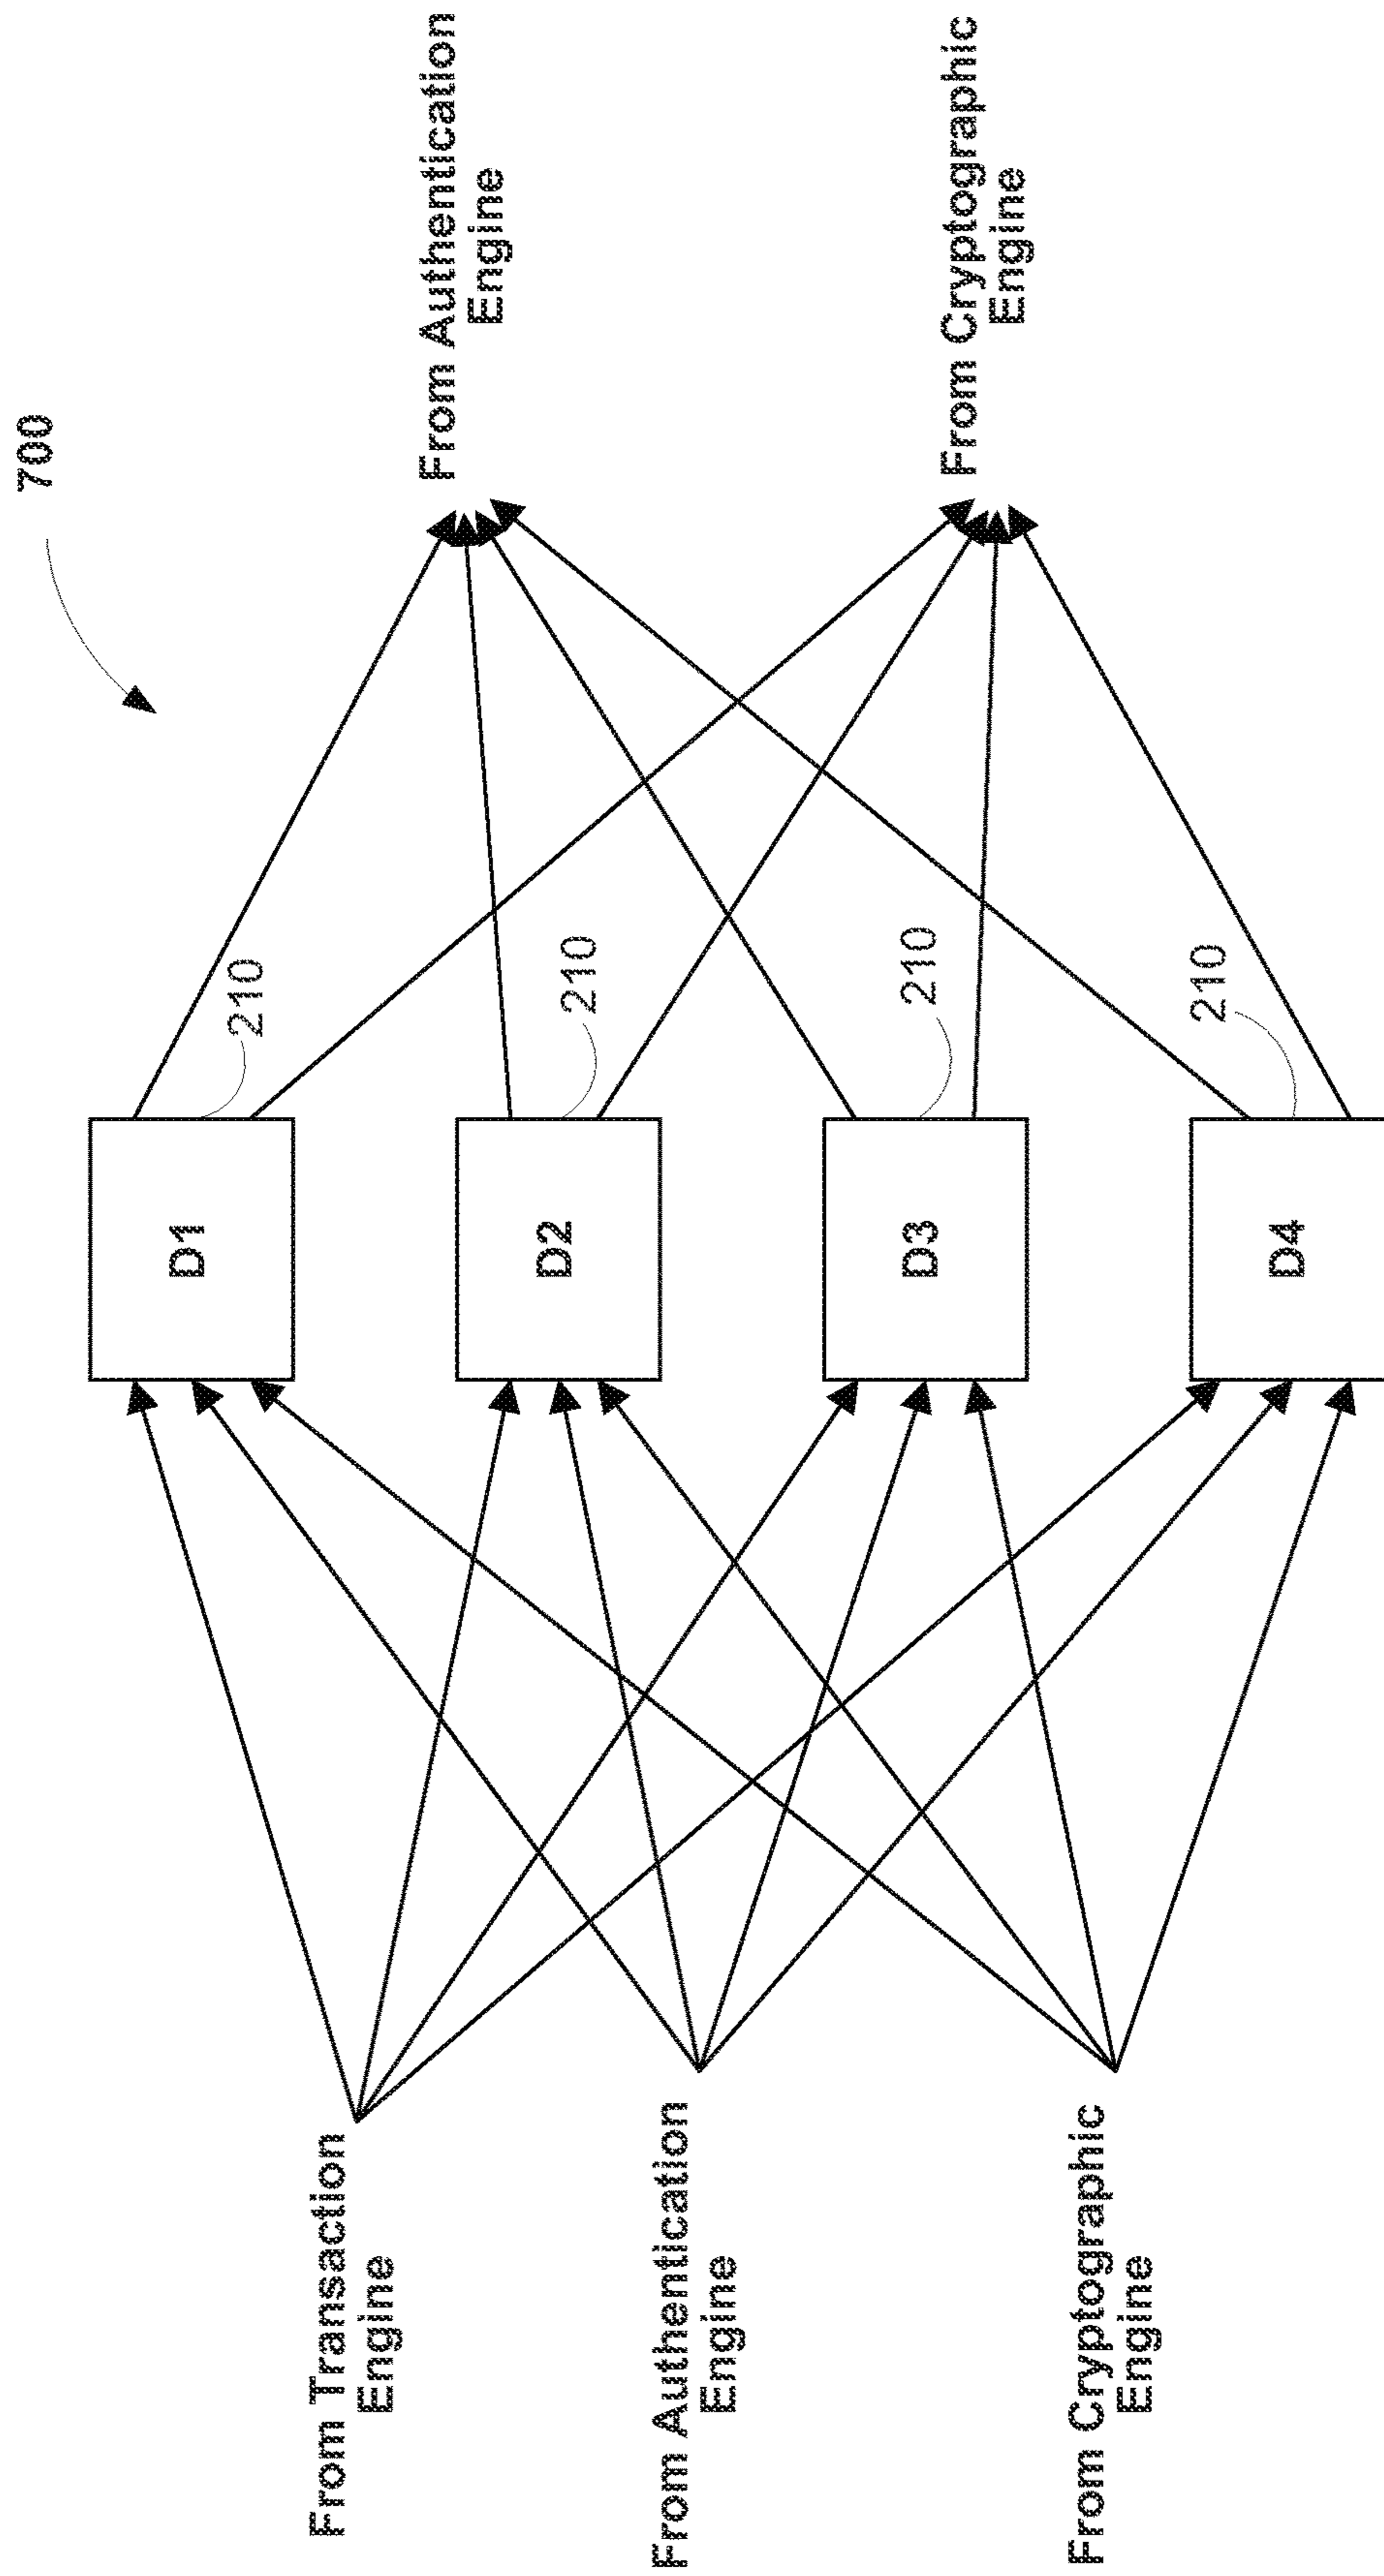 700
From Transaction
Engine
From Authentication
Engine
From Cryptographic
Engine
D1
210
D2
210
D3
210
D4
210
From Authentication
Engine
From Cryptographic
Engine